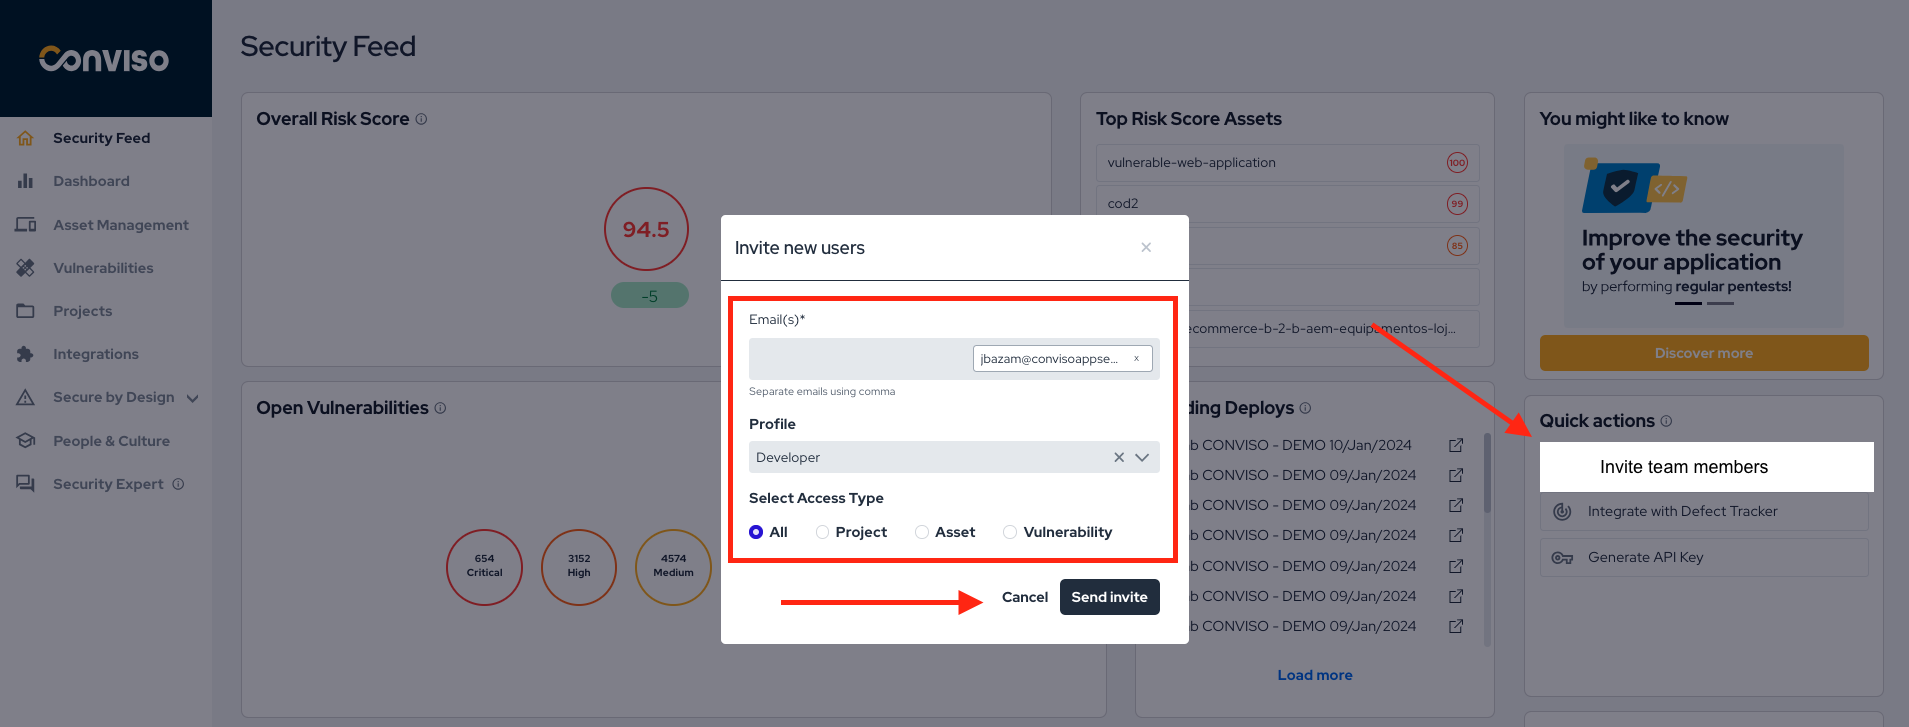 CONVISO
Security Feed
Dashboard
Asset Management
Vulnerabilities
Projects
Integrations
Secure by Design
People & Culture
Security Expert
Security Feed
Overall Risk Score
94.5
-5
Open Vulnerabilities
654
Critical
3152
High
4574
Medium
Top Risk Score Assets
vulnerable-web-application
100
cod2
99
85
ecommerce-b-2-b-aem-equipamentos-loj...
Deploys
CONVISO - DEMO 10/Jan/2024
CONVISO - DEMO 09/Jan/2024
CONVISO - DEMO 09/Jan/2024
CONVISO - DEMO 09/Jan/2024
CONVISO - DEMO 09/Jan/2024
CONVISO - DEMO 09/Jan/2024
CONVISO - DEMO 09/Jan/2024
Load more
You might like to know
</>
Improve the security
of your application
by performing regular pentests!
Discover more
Quick actions
Invite team members
Integrate with Defect Tracker
Generate API Key
Invite new users
Email(s)*
jbazam@convisoappse... x
Separate emails using comma
Profile
Developer
Select Access Type
All Project Asset Vulnerability
Cancel Send invite